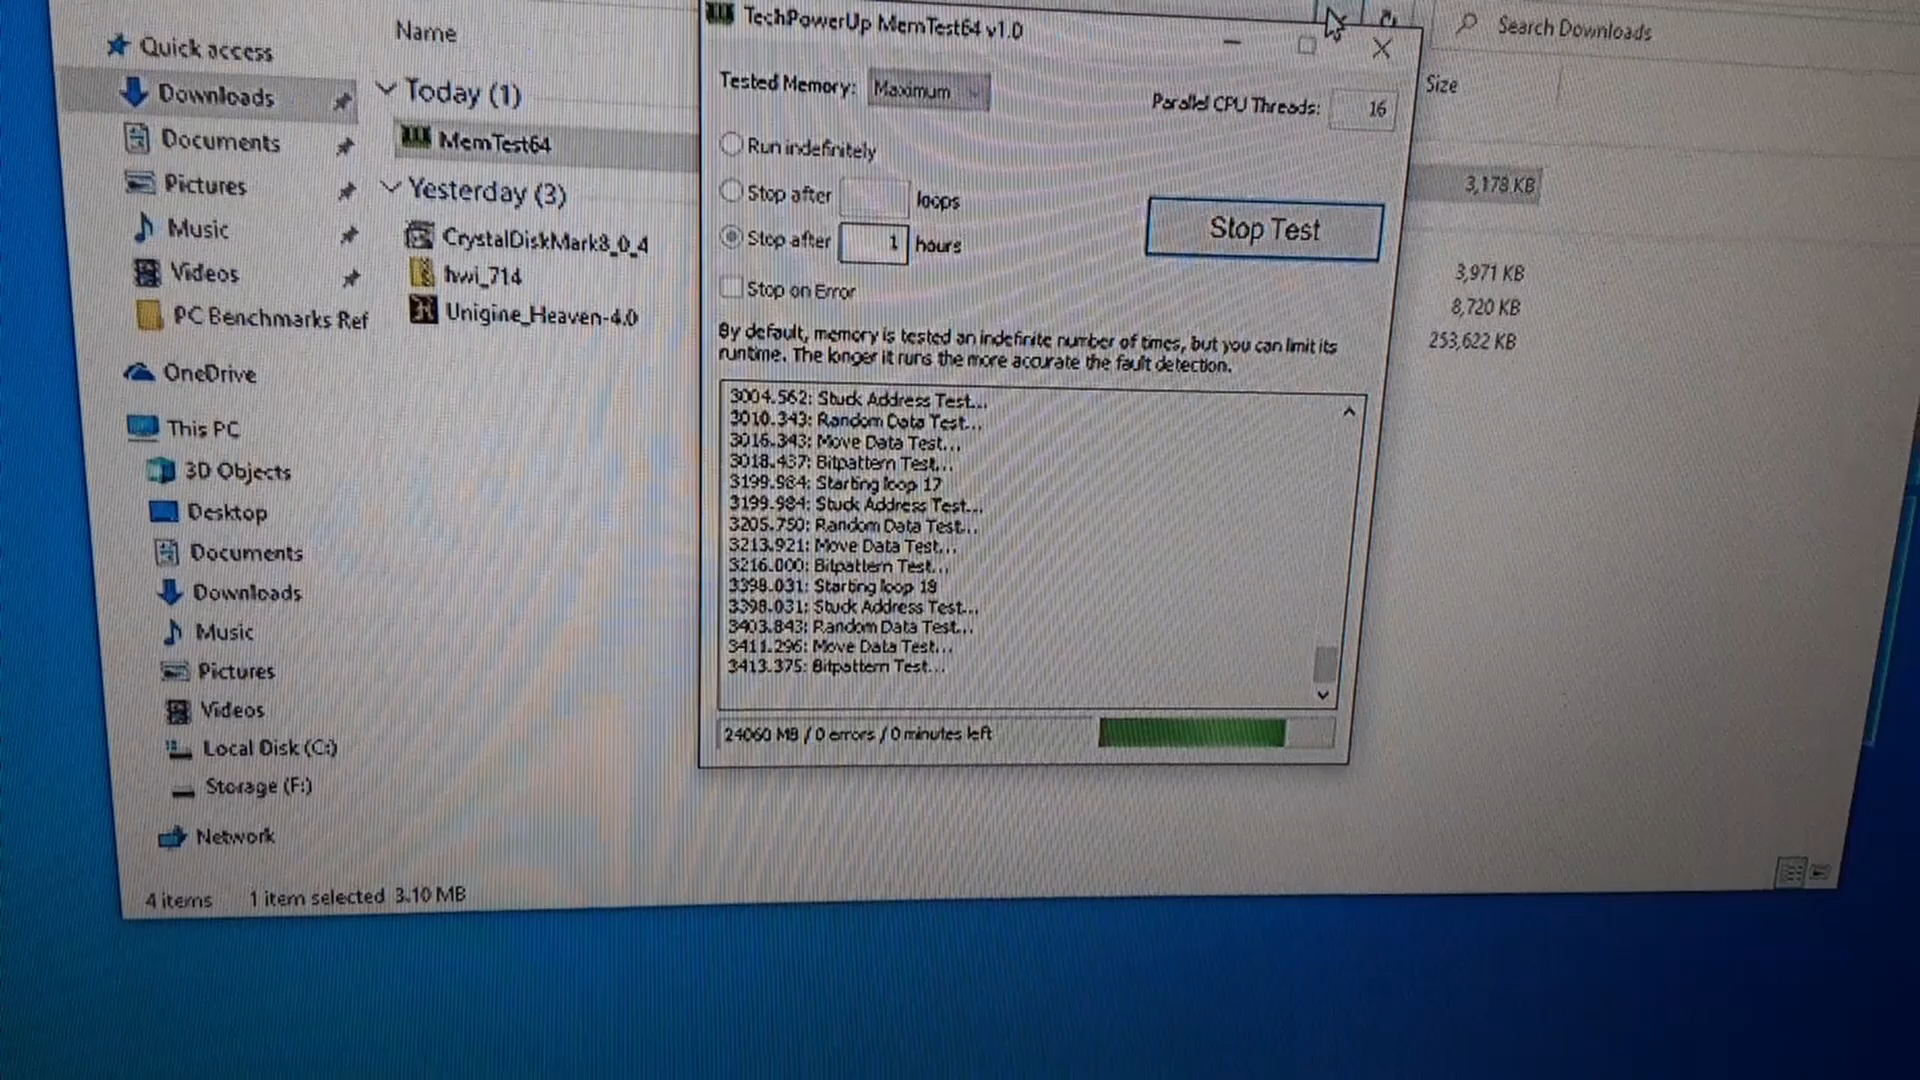 Quick access
Downloads
Documents
Pictures
Music
Videos
PC Benchmarks Ref
OneDrive
This PC
3D Objects
Desktop
Documents
Downloads
Music
Pictures
Videos
Local Disk (C:)
Storage (F:)
Network
4 items 1 item selected 3.10 MB
Name
Today (1)
MemTest64
Yesterday (3)
CrystalDiskMark8_0_4
hwi_714
Unigine_Heaven-4.0
TechPowerUp MemTest64 v1.0
Tested Memory: Maximum
Parallel CPU Threads: 16
Run indefinitely
Stop after loops
Stop after 1 hours
Stop on Error
Stop Test
By default, memory is tested an indefinite number of times, but you can limit its
runtime. The longer it runs the more accurate the fault detection.
3004.562: Stuck Address Test...
3010.343: Random Data Test...
3016.343: Move Data Test...
3018.437: Bitpattern Test...
3199.984: Starting loop 17
3199.984: Stuck Address Test...
3205.750: Random Data Test...
3213.921: Move Data Test...
3216.000: Bitpattern Test...
3398.031: Starting loop 18
3398.031: Stuck Address Test...
3403.843: Random Data Test...
3411.296: Move Data Test...
3413.375: Bitpattern Test...
24060 MB / 0 errors / 0 minutes left
Search Downloads
Size
3,178 KB
3,971 KB
8,720 KB
253,622 KB